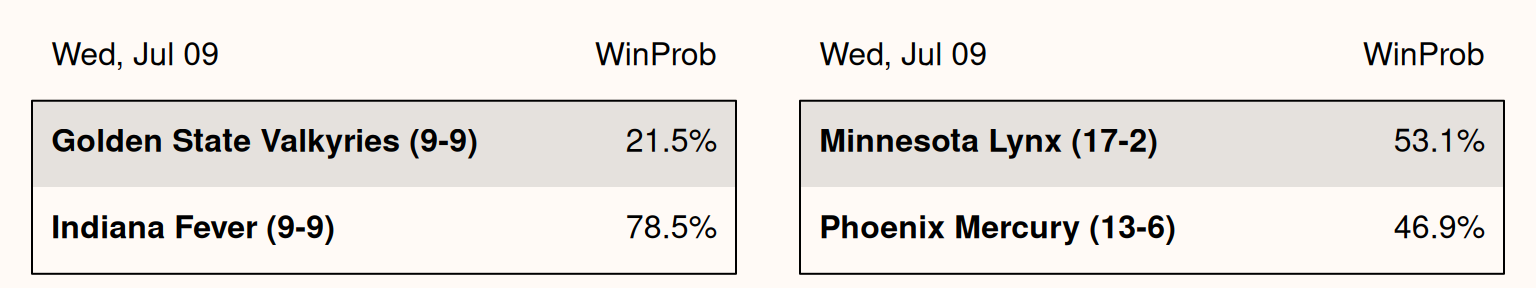 Wed, Jul 09 WinProb
Golden State Valkyries (9-9) 21.5%
Indiana Fever (9-9) 78.5%
Wed, Jul 09 WinProb
Minnesota Lynx (17-2) 53.1%
Phoenix Mercury (13-6) 46.9%